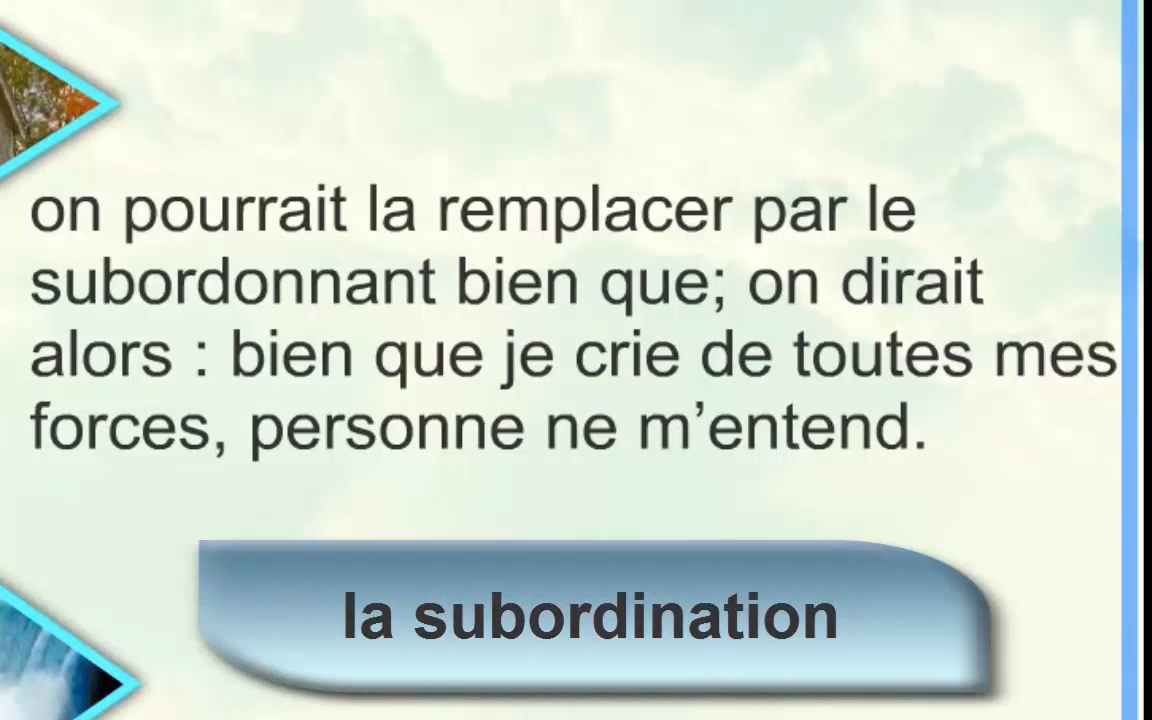 on pourrait la remplacer par le
subordonnant bien que; on dirait
alors : bien que je crie de toutes mes
forces, personne ne m’entend.
la subordination